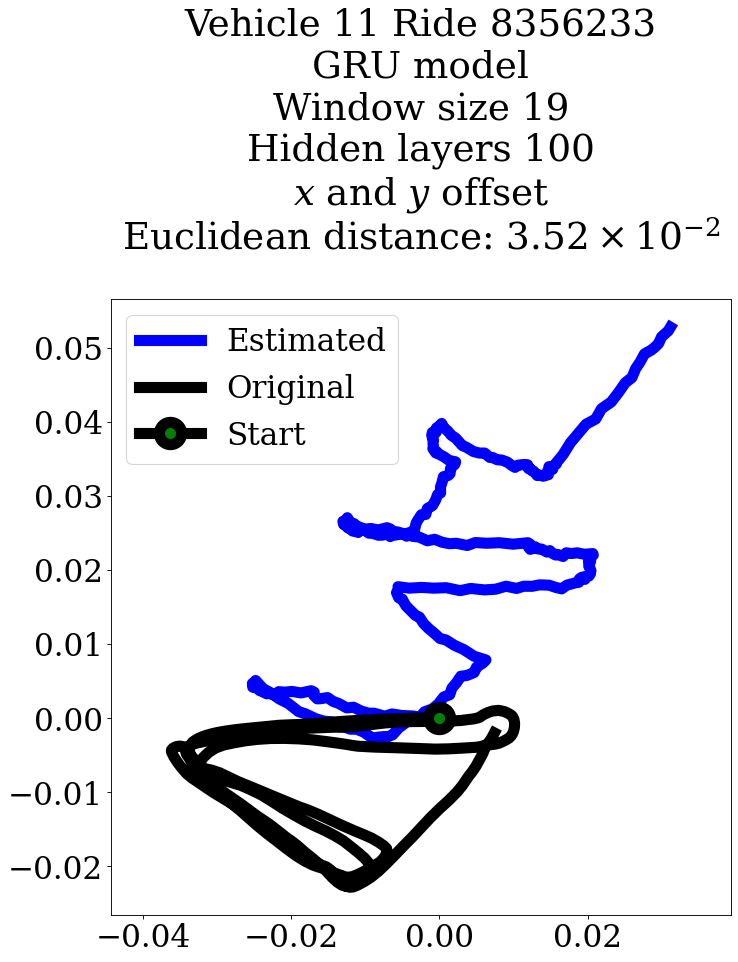 Vehicle 11 Ride 8356233
GRU model
Window size 19
Hidden layers 100
x and y offset
Euclidean distance: 3.52 × 10⁻²
Estimated
Original
Start
0.05
0.04
0.03
0.02
0.01
0.00
−0.01
−0.02
−0.04 −0.02 0.00 0.02